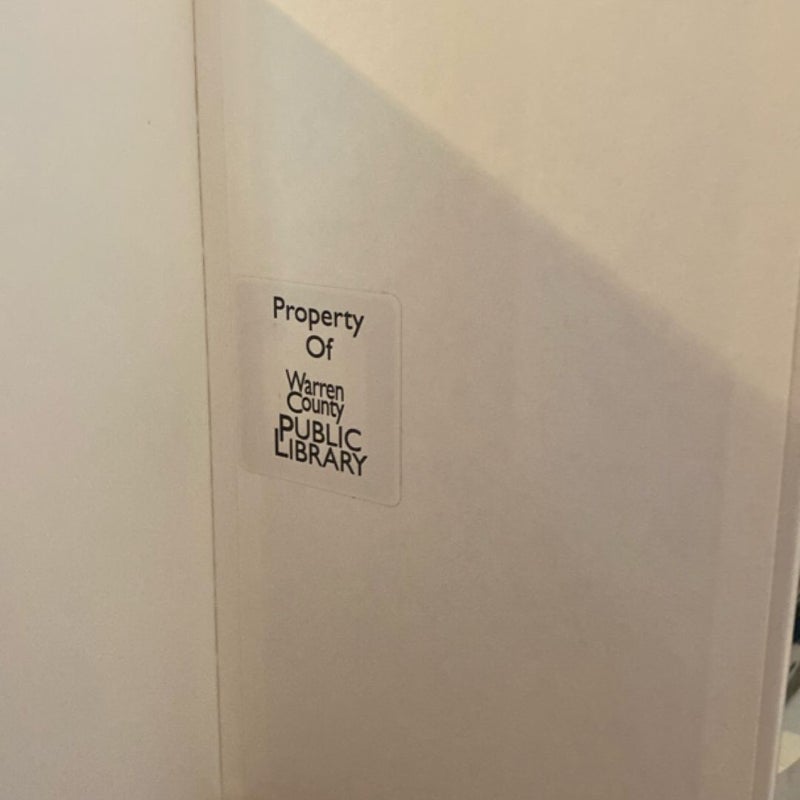 Property
Of
Warren
County
PUBLIC
LIBRARY